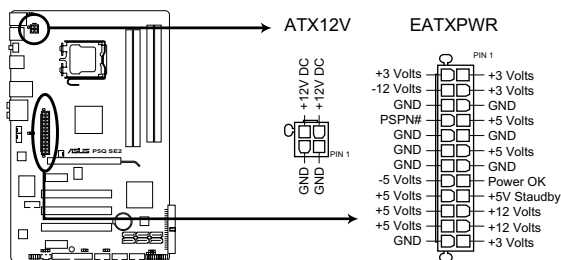 ATX12V
EATXPWR
+12V DC
+12V DC
GND
GND
PIN 1
PIN 1
+3 Volts +3 Volts
-12 Volts +3 Volts
GND GND
PSPN# +5 Volts
GND GND
GND +5 Volts
GND GND
-5 Volts Power OK
+5 Volts +5V Staudby
+5 Volts +12 Volts
+5 Volts +12 Volts
GND +3 Volts
ASUS P5Q SE2